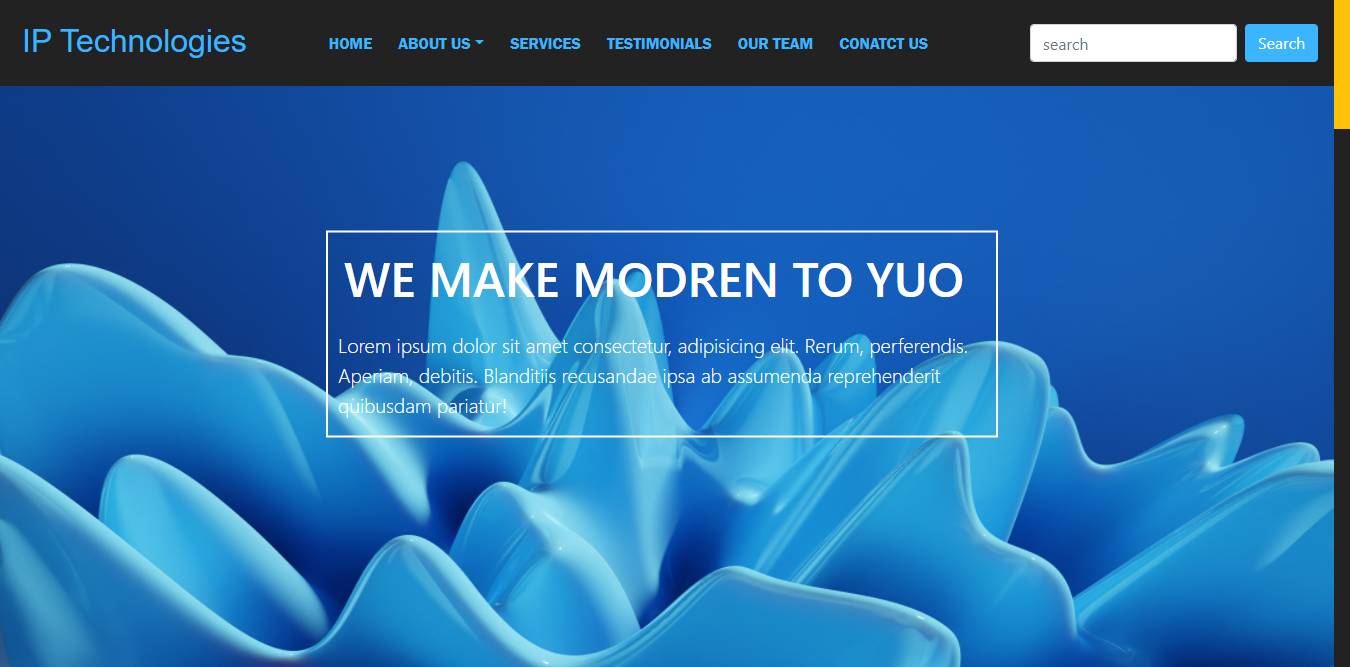 IP Technologies
HOME ABOUT US SERVICES TESTIMONIALS OUR TEAM CONATCT US
search Search
WE MAKE MODREN TO YUO
Lorem ipsum dolor sit amet consectetur, adipisicing elit. Rerum, perferendis.
Aperiam, debitis. Blanditiis recusandae ipsa ab assumenda reprehenderit
quibusdam pariatur!